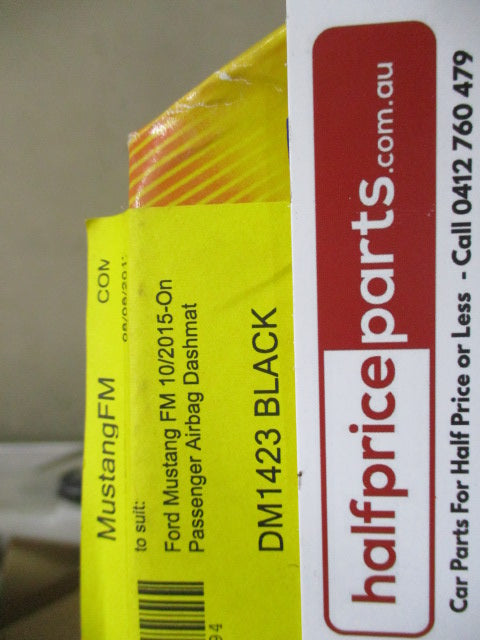 MustangFM CON
to suit:
Ford Mustang FM 10/2015-On
Passenger Airbag Dashmat
DM1423 BLACK
94
halfpriceparts.com.au
Car Parts For Half Price or Less - Call 0412 760 479